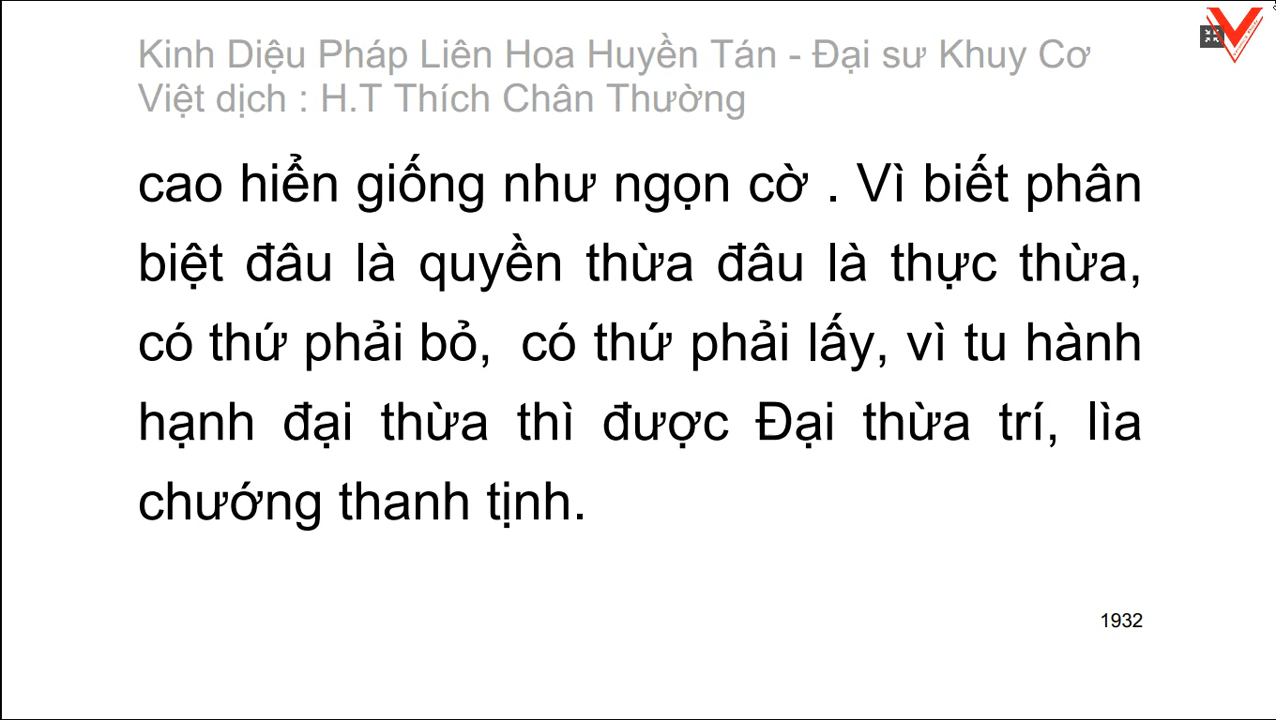 Kinh Diệu Pháp Liên Hoa Huyền Tán - Đại sư Khuy Cơ
Việt dịch : H.T Thích Chân Thường
cao hiển giống như ngọn cờ . Vì biết phân
biệt đâu là quyền thừa đâu là thực thừa,
có thứ phải bỏ, có thứ phải lấy, vì tu hành
hạnh đại thừa thì được Đại thừa trí, lìa
chướng thanh tịnh.
1932